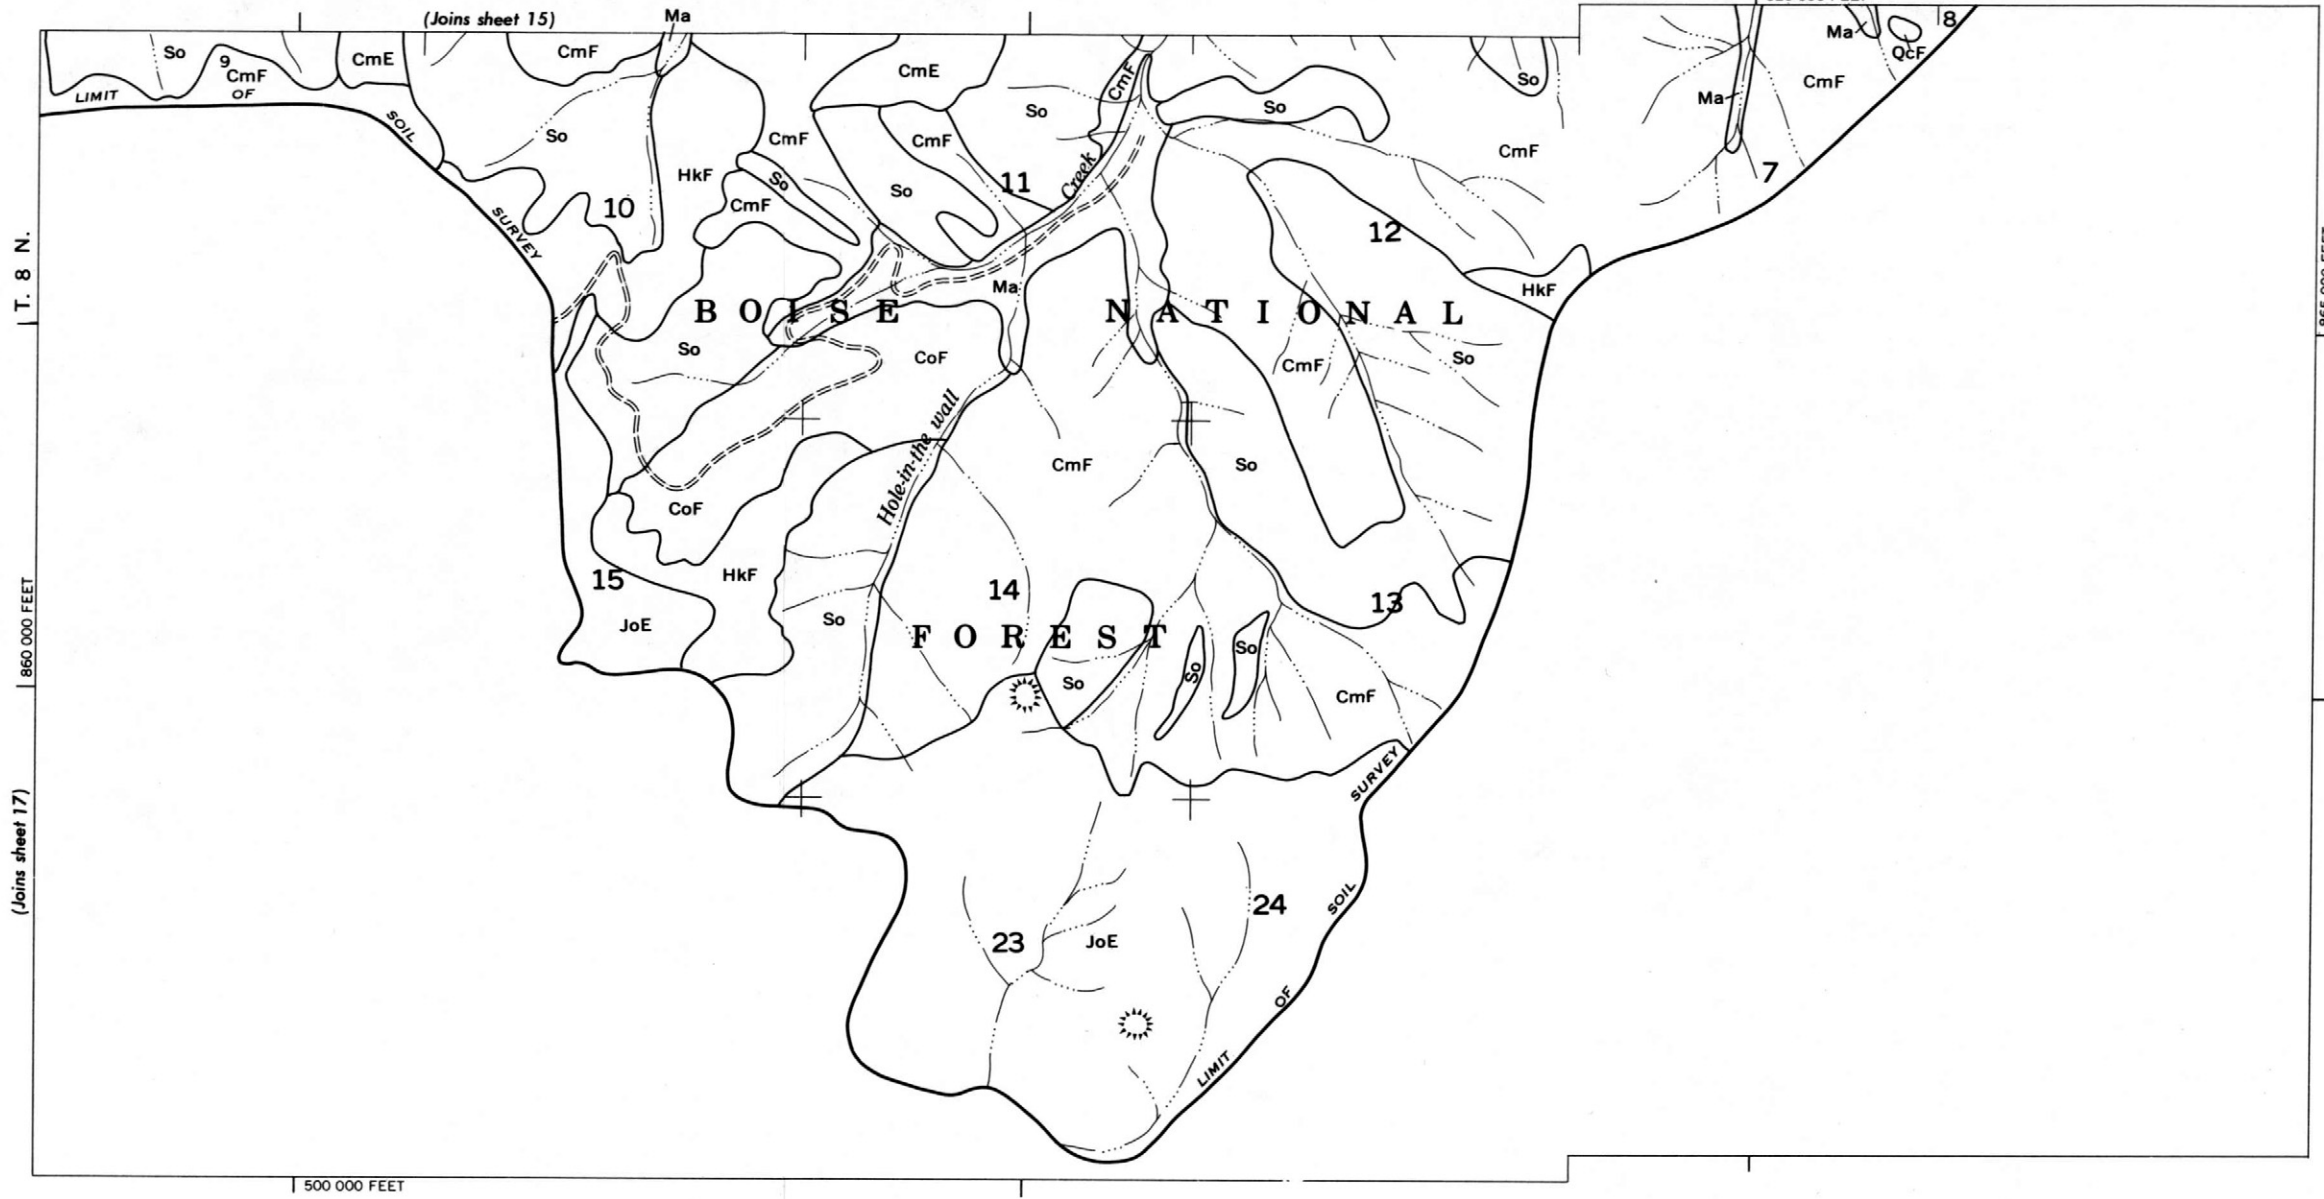 (Joins sheet 15)
Ma
8
Ma
QcF
So
9
CmF
OF
CmE
CmF
CmE
CmF
So
So
So
CmF
LIMIT
Ma
SOIL
So
CmF
CmF
Creek
CmF
HkF
So
So
11
7
SURVEY
10
CmF
12
T. 8 N.
Ma
HkF
BOISE NATIONAL
So
CoF
CmF
So
Hole-in-the wall
CmF
So
CoF
15
HkF
14
13
860 000 FEET
JoE
So
FOREST
So
So
So
CmF
SURVEY
(Joins sheet 17)
SOIL
24
23
JoE
OF
LIMIT
500 000 FEET